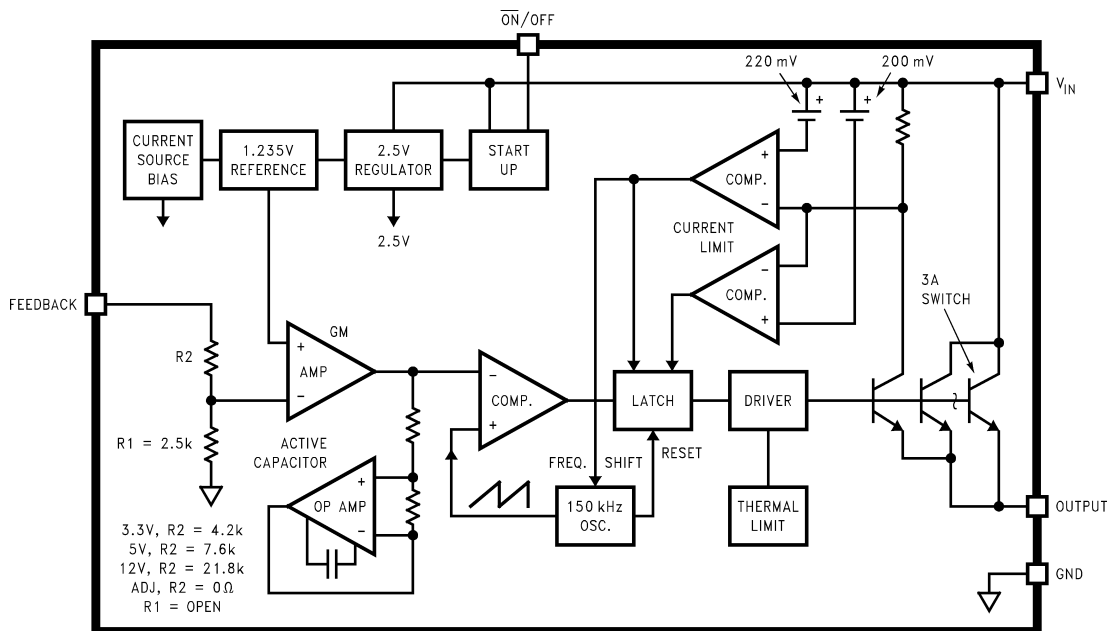 ON/OFF
220 mV
200 mV
V_IN
+
+
CURRENT
SOURCE
BIAS
1.235V
REFERENCE
2.5V
REGULATOR
START
UP
+
COMP.
−
2.5V
CURRENT
LIMIT
−
COMP.
+
3A
SWITCH
FEEDBACK
GM
R2
+
AMP
−
−
COMP.
+
LATCH
DRIVER
R1 = 2.5k
ACTIVE
CAPACITOR
FREQ. SHIFT
RESET
+
OP AMP
−
150 kHz
OSC.
THERMAL
LIMIT
OUTPUT
3.3V, R2 = 4.2k
5V, R2 = 7.6k
12V, R2 = 21.8k
ADJ, R2 = 0Ω
R1 = OPEN
GND